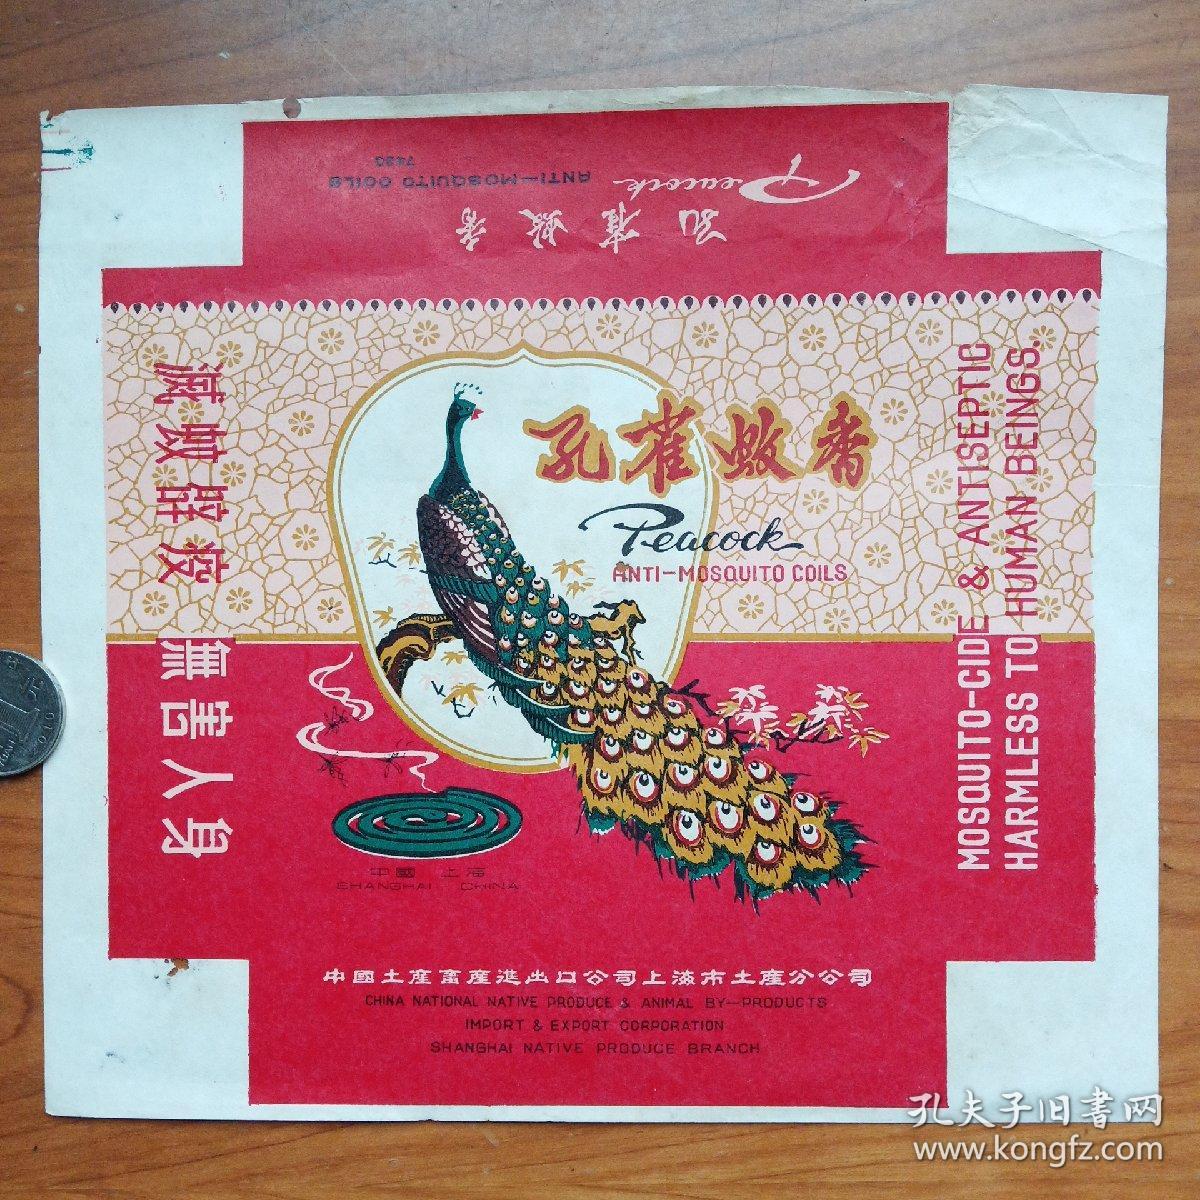 孔雀蚊香
Peacock
ANTI-MOSQUITO COILS
7430
孔雀蚊香
Peacock
ANTI-MOSQUITO COILS
滅蚊辟疫 無害人身
MOSQUITO-CIDE & ANTISEPTIC
HARMLESS TO HUMAN BEINGS.
中國 上海
SHANGHAI CHINA
中國土產畜產進出口公司上海市土產分公司
CHINA NATIONAL NATIVE PRODUCE & ANIMAL BY-PRODUCTS
IMPORT & EXPORT CORPORATION
SHANGHAI NATIVE PRODUCE BRANCH
孔夫子旧書网
www.kongfz.com